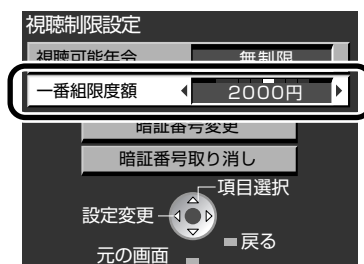 視聴制限設定
視聴可能年令 無制限
一番組限度額 2000円
暗証番号変更
暗証番号取り消し
項目選択
設定変更
戻る
元の画面